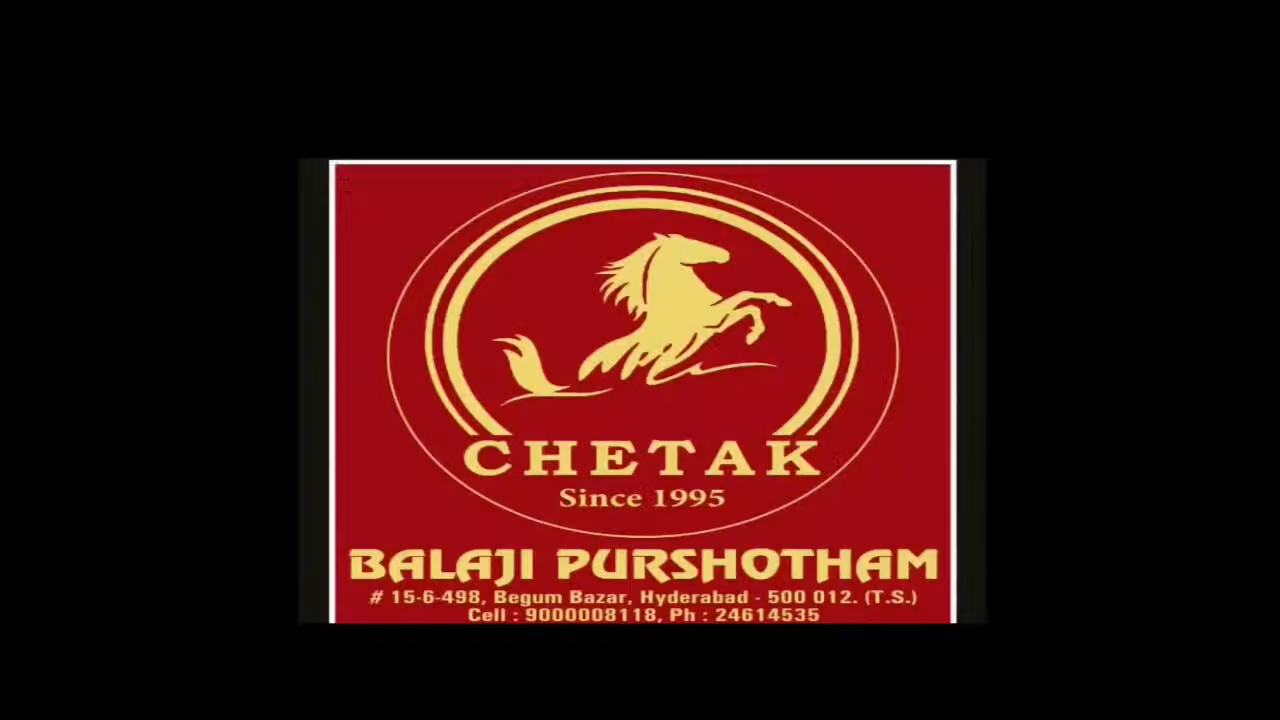 CHETAK
Since 1995
BALAJI PURSHOTHAM
# 15-6-498, Begum Bazar, Hyderabad - 500 012. (T.S.)
Cell : 9000008118, Ph : 24614535